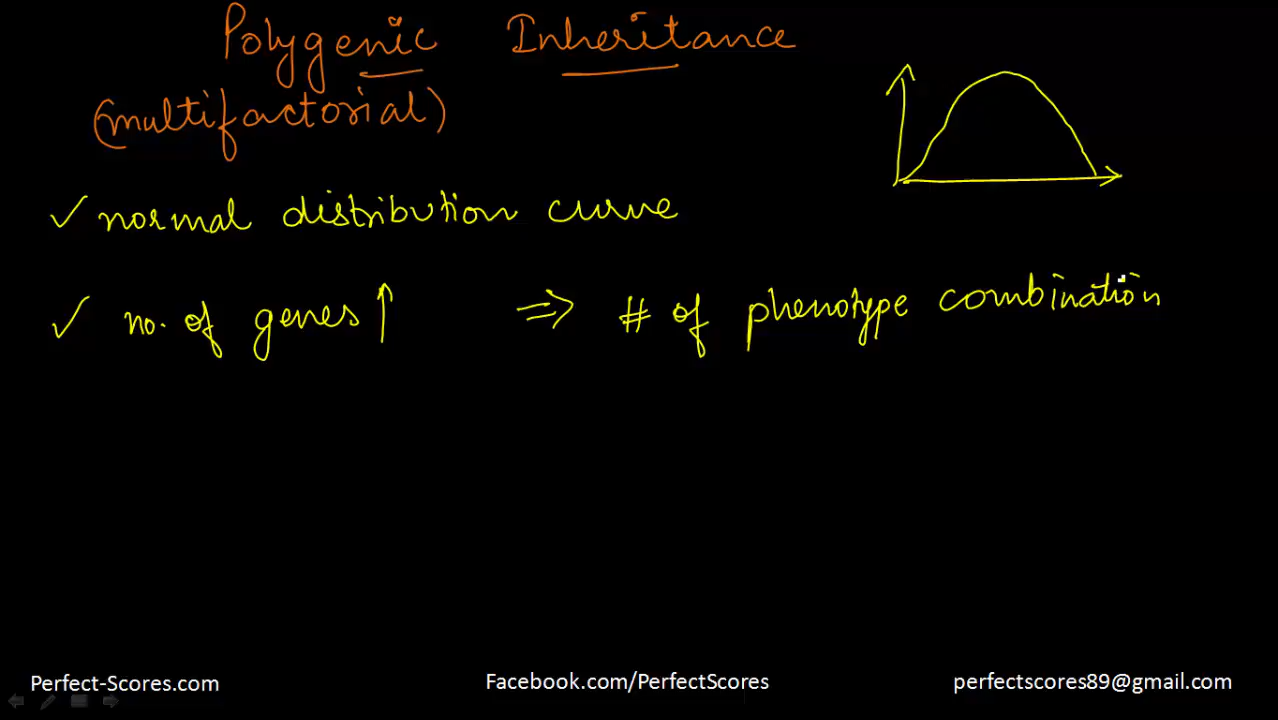 Polygenic Inheritance
(multifactorial)
✓ normal distribution curve
✓ no. of genes ↑ ⇒ # of phenotype combination
Perfect-Scores.com Facebook.com/PerfectScores perfectscores89@gmail.com